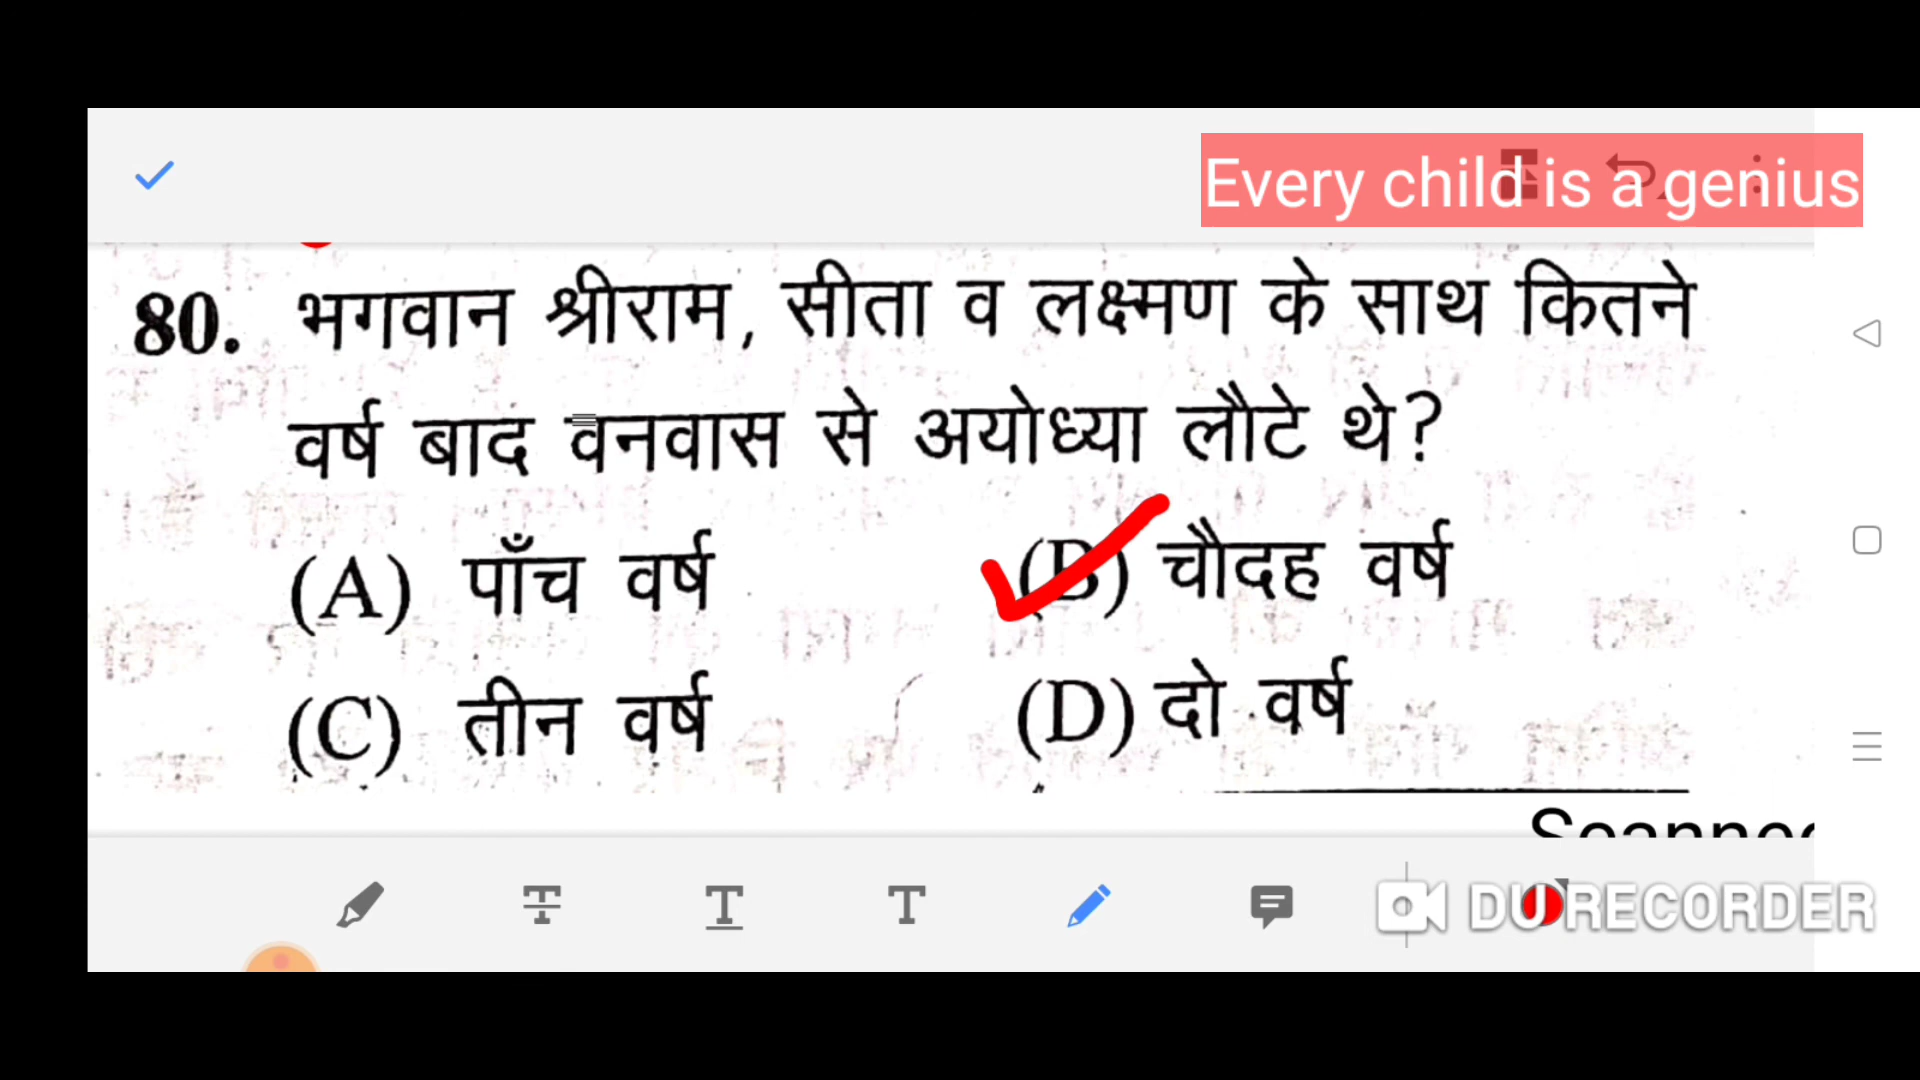 Every child is a genius
80. भगवान श्रीराम, सीता व लक्ष्मण के साथ कितने
वर्ष बाद वनवास से अयोध्या लौटे थे?
(A) पाँच वर्ष (B) चौदह वर्ष
(C) तीन वर्ष (D) दो वर्ष
T T T
DU RECORDER